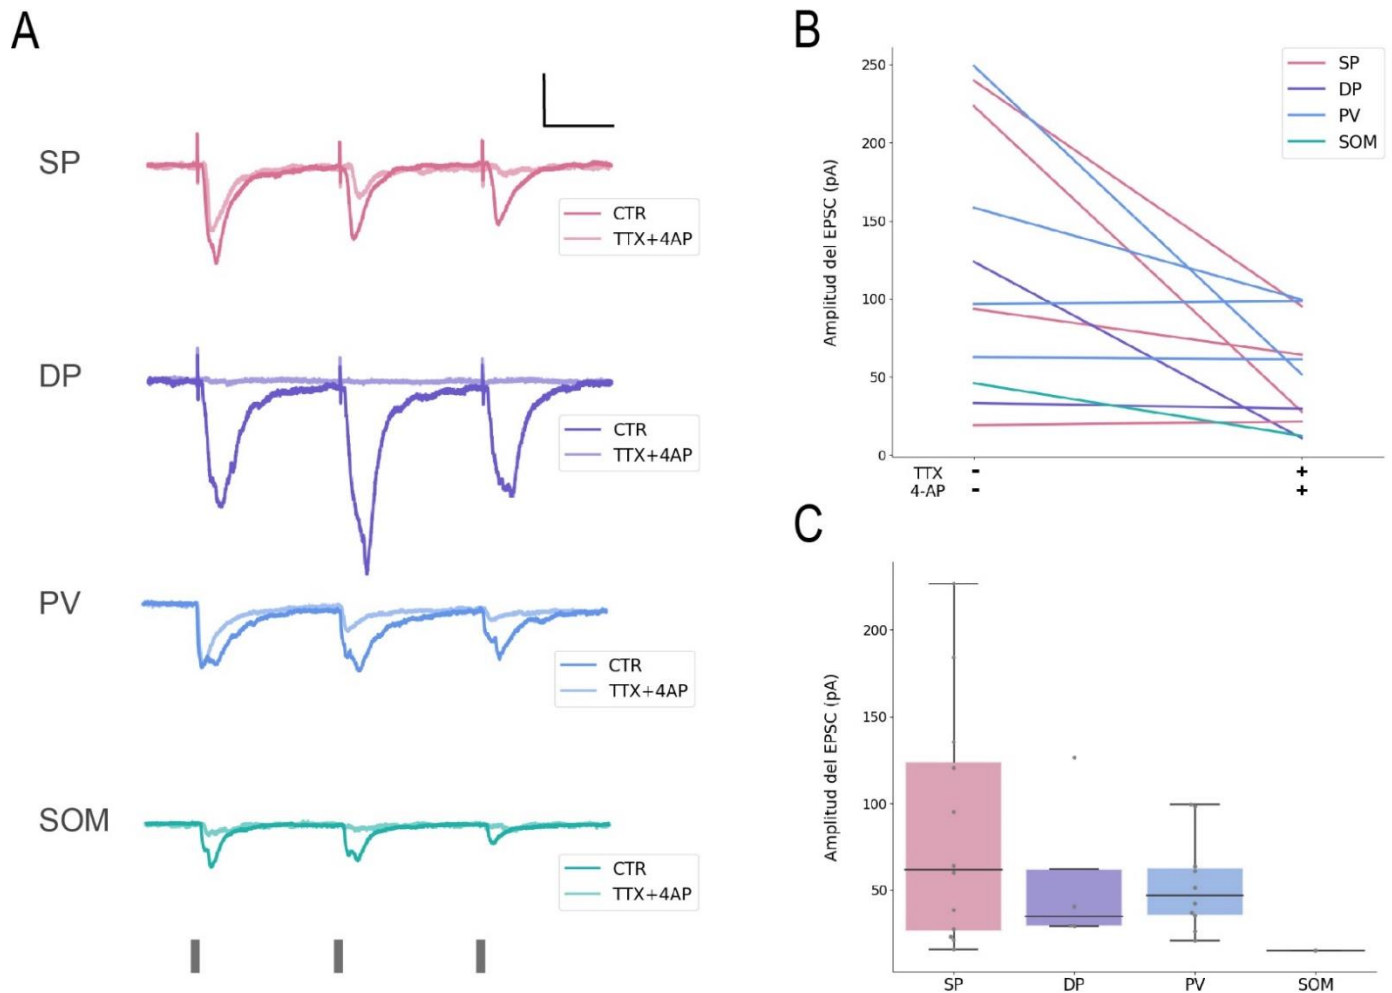 A
SP
CTR
TTX+4AP
DP
CTR
TTX+4AP
PV
CTR
TTX+4AP
SOM
CTR
TTX+4AP
B
Amplitud del EPSC (pA)
250
200
150
100
50
0
SP
DP
PV
SOM
TTX - +
4-AP - +
C
Amplitud del EPSC (pA)
200
150
100
50
SP DP PV SOM